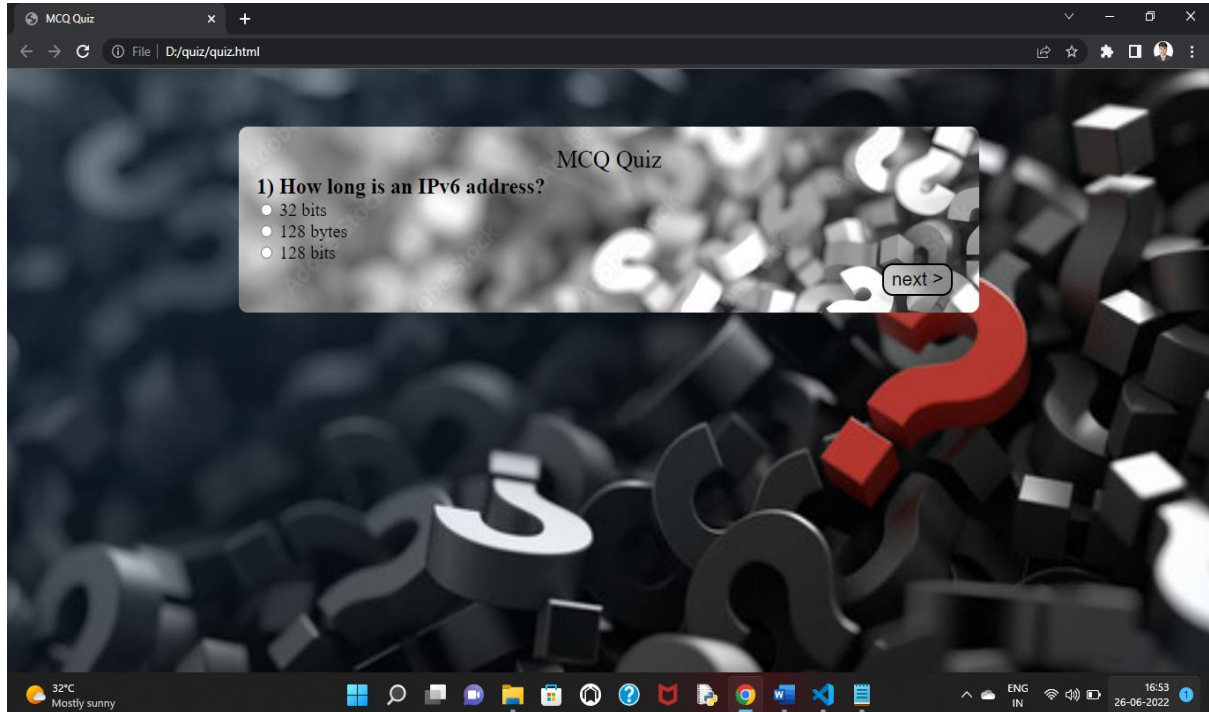 MCQ Quiz
File | D:/quiz/quiz.html
MCQ Quiz
1) How long is an IPv6 address?
32 bits
128 bytes
128 bits
next >
32°C
Mostly sunny
ENG
IN
16:53
26-06-2022
1